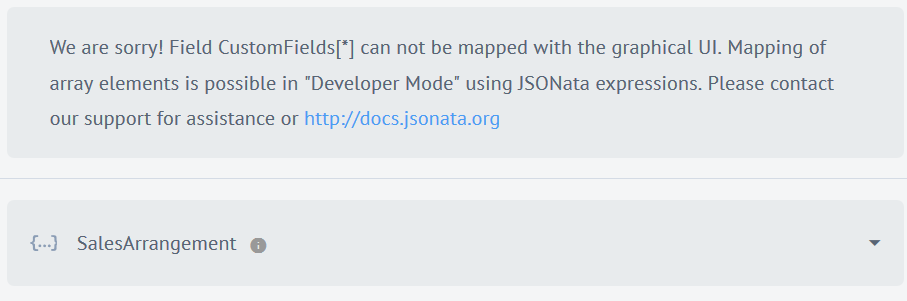 We are sorry! Field CustomFields[*] can not be mapped with the graphical UI. Mapping of
array elements is possible in "Developer Mode" using JSONata expressions. Please contact
our support for assistance or http://docs.jsonata.org
{...} SalesArrangement i